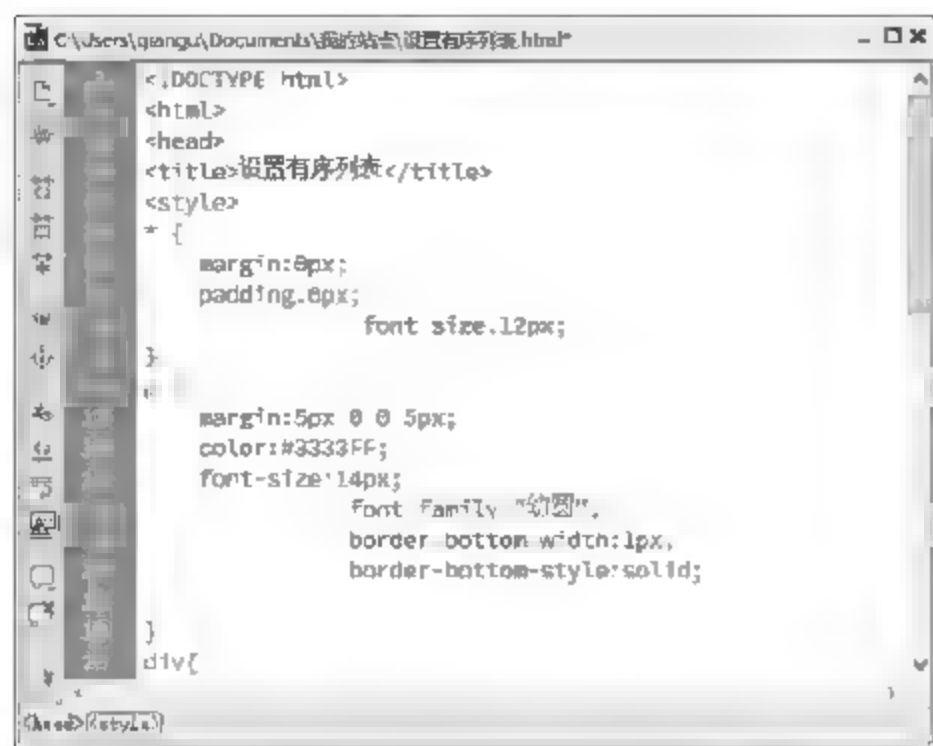 C:\Users\qiangu\Documents\我的站点\设置有序列表.html*
<!DOCTYPE html>
<html>
<head>
<title>设置有序列表</title>
<style>
* {
margin:0px;
padding:0px;
font-size:12px;
}
margin:5px 0 0 5px;
color:#3333FF;
font-size:14px;
font-family:"幼圆";
border-bottom-width:1px;
border-bottom-style:solid;
}
div{
<head><style>